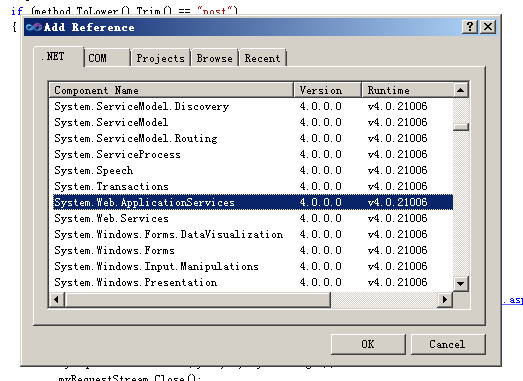 if (method.ToLower().Trim() == "post")
{
Add Reference
.NET COM Projects Browse Recent
Component Name Version Runtime
System.ServiceModel.Discovery 4.0.0.0 v4.0.21006
System.ServiceModel 4.0.0.0 v4.0.21006
System.ServiceModel.Routing 4.0.0.0 v4.0.21006
System.ServiceProcess 4.0.0.0 v4.0.21006
System.Speech 4.0.0.0 v4.0.21006
System.Transactions 4.0.0.0 v4.0.21006
System.Web.ApplicationServices 4.0.0.0 v4.0.21006
System.Web.Services 4.0.0.0 v4.0.21006
System.Windows.Forms.DataVisualization 4.0.0.0 v4.0.21006
System.Windows.Forms 4.0.0.0 v4.0.21006
System.Windows.Input.Manipulations 4.0.0.0 v4.0.21006
System.Windows.Presentation 4.0.0.0 v4.0.21006
.asp
OK Cancel
myRequestStream.Close();